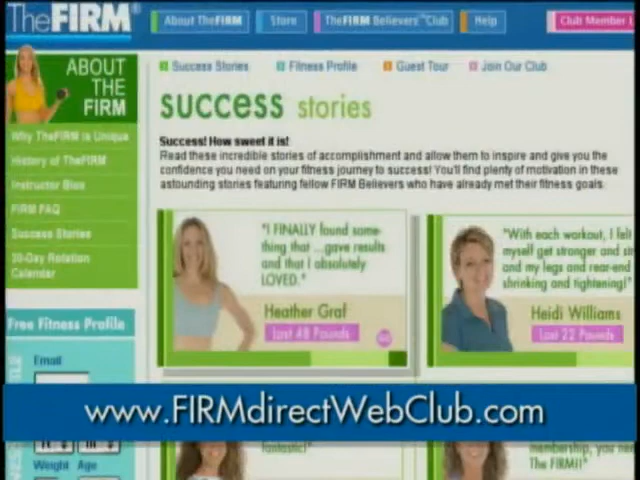 TheFIRM®
About TheFIRM
Store
TheFIRM Believers™Club
Help
Club Member L
ABOUT
THE
FIRM
Success Stories
Fitness Profile
Guest Tour
Join Our Club
success stories
Why TheFIRM is Unique
History of TheFIRM
Instructor Bios
FIRM FAQ
Success Stories
30-Day Rotation
Calendar
Success! How sweet it is!
Read these incredible stories of accomplishment and allow them to inspire and give you the
confidence you need on your fitness journey to success! You'll find plenty of motivation in these
astounding stories featuring fellow FIRM Believers who have already met their fitness goals.
"I FINALLY found some-
thing that ...gave results
and that I absolutely
LOVED."
Heather Graf
Lost 48 Pounds
"With each workout, I felt
myself get stronger and
and my legs and rear-end
shrinking and tightening!"
Heidi Williams
Lost 22 Pounds
Free Fitness Profile
Email
www.FIRMdirectWebClub.com
fantastic!"
membership, you
The FIRM!!"
Weight Age